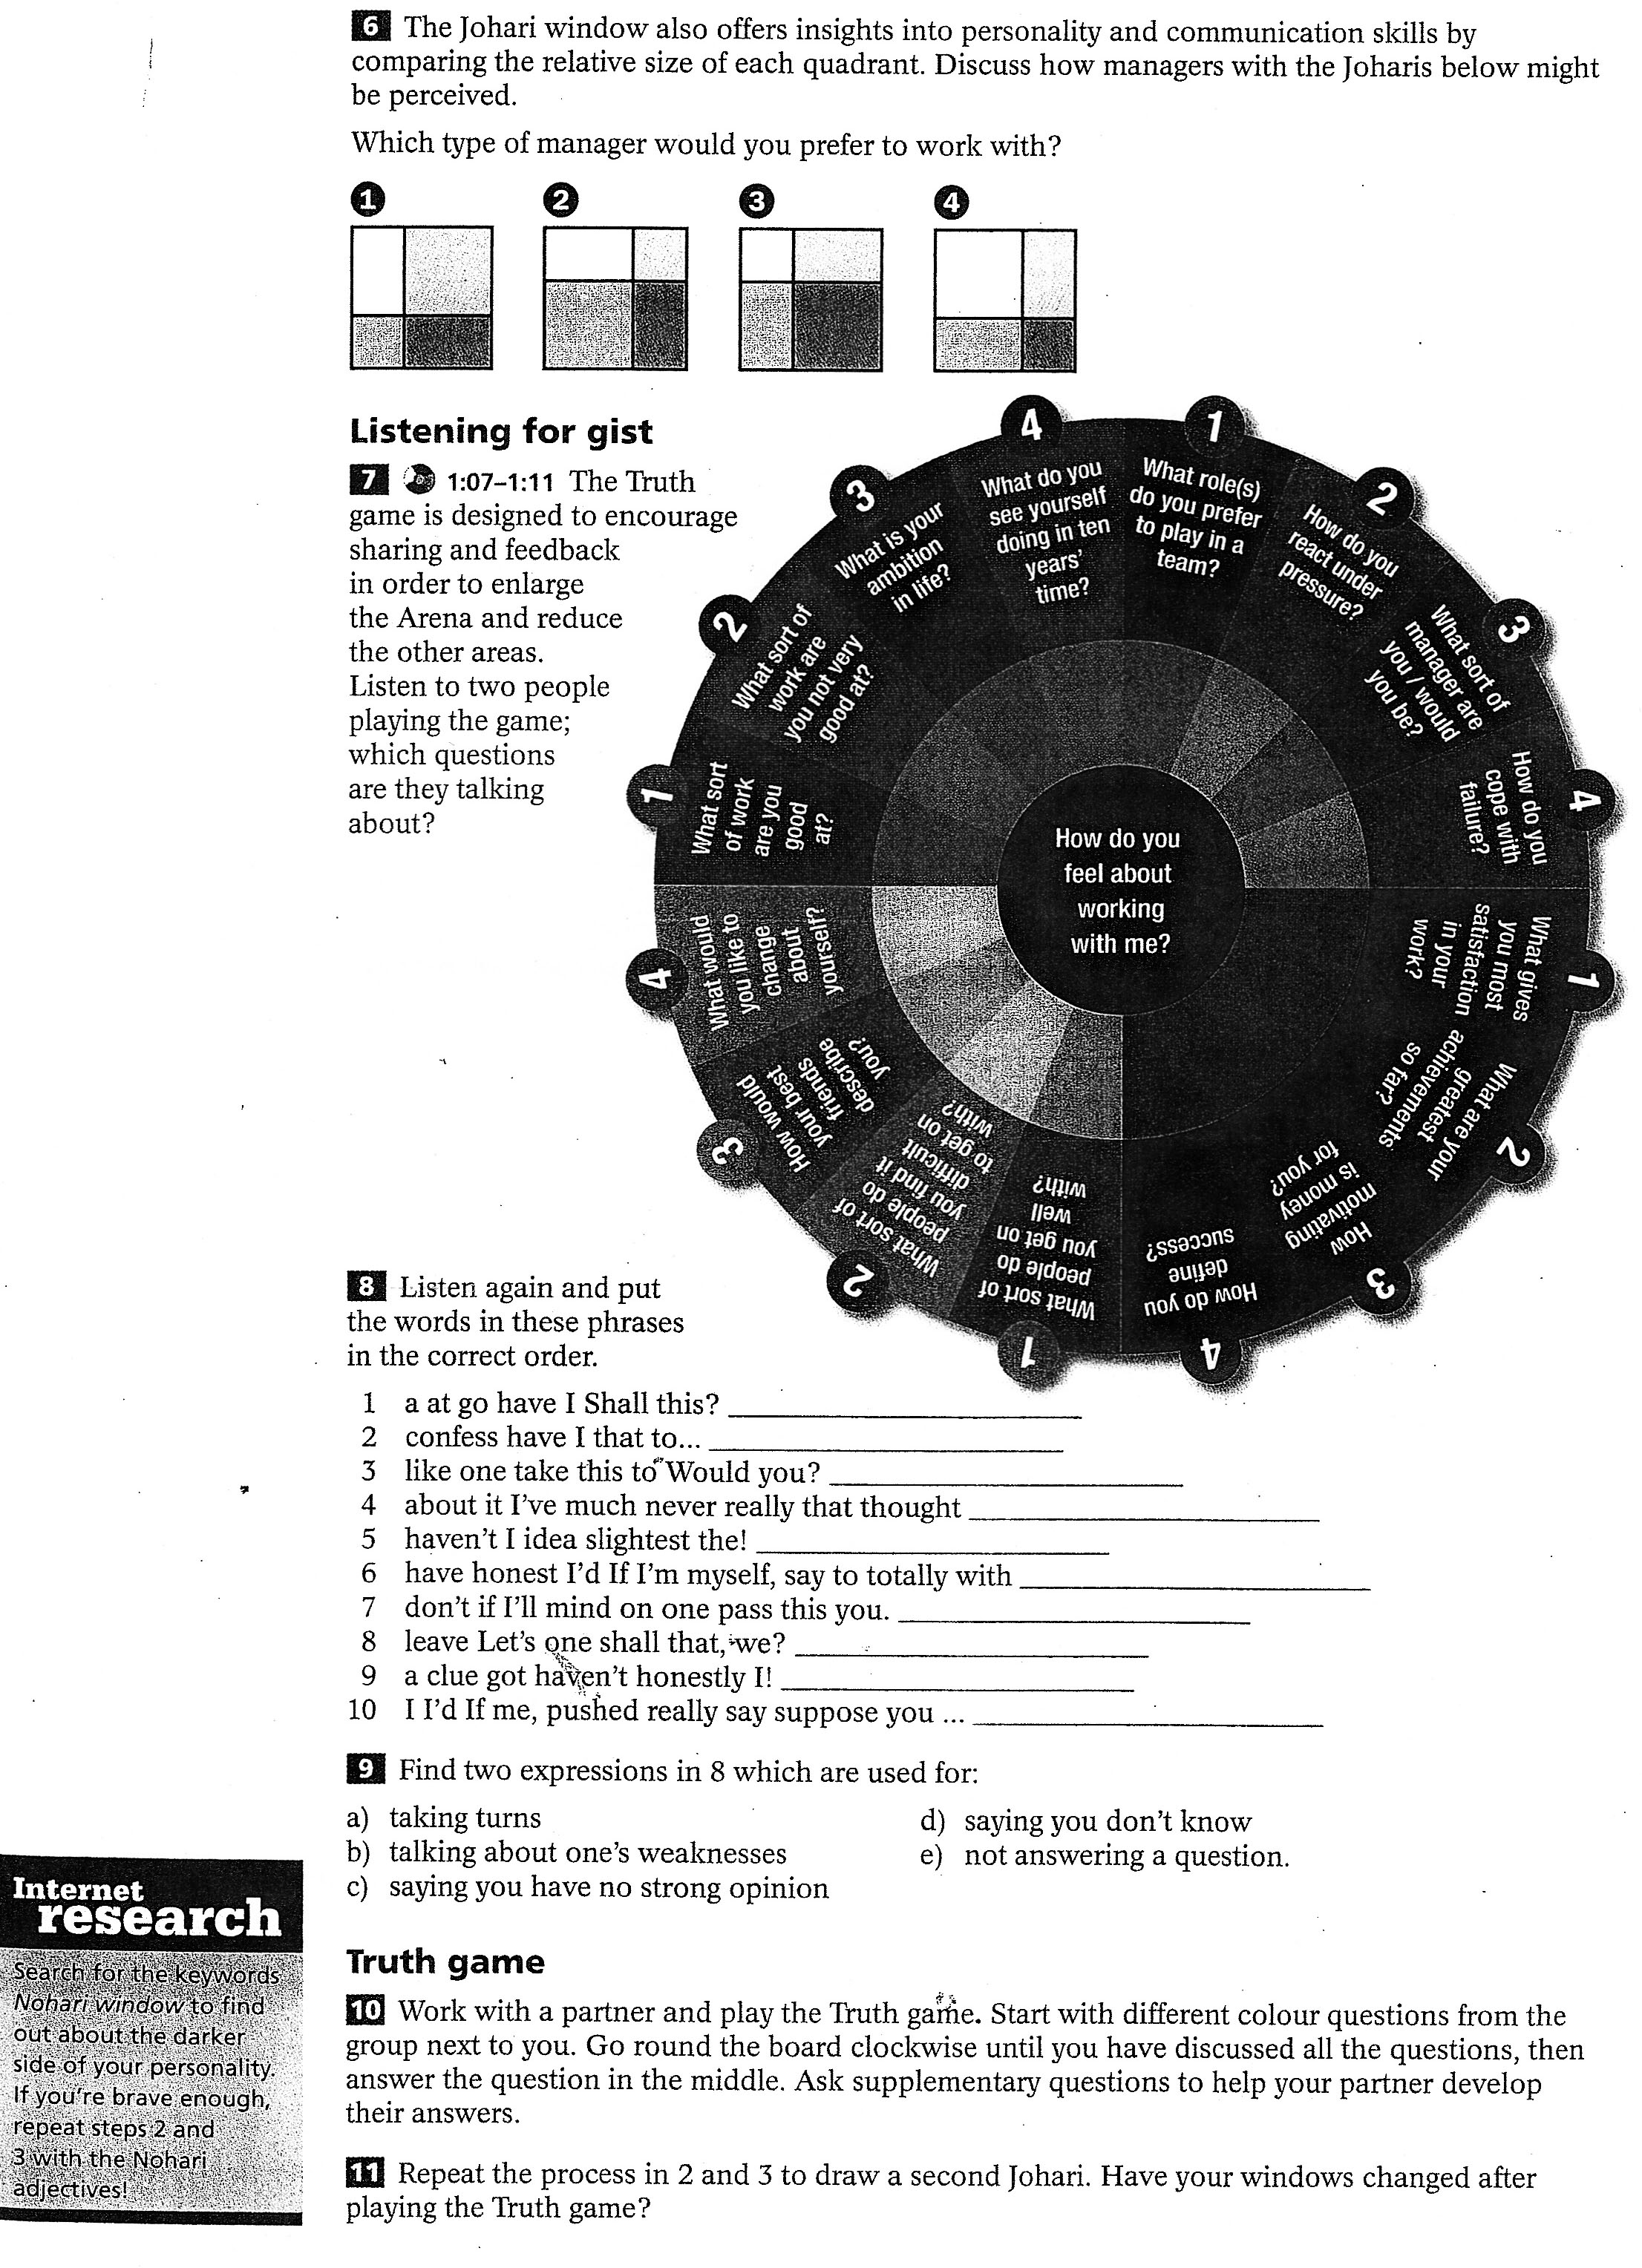 6 The Johari window also offers insights into personality and communication skills by
comparing the relative size of each quadrant. Discuss how managers with the Joharis below might
be perceived.
Which type of manager would you prefer to work with?
1 2 3 4
Listening for gist
7 1:07–1:11 The Truth
game is designed to encourage
sharing and feedback
in order to enlarge
the Arena and reduce
the other areas.
Listen to two people
playing the game;
which questions
are they talking
about?
1
What role(s)
do you prefer
to play in a
team?
2
How do you
react under
pressure?
3
What sort of
manager are
you / would
you be?
4
How do you
cope with
failure?
1
What gives
you most
satisfaction
in your
work?
2
What are your
greatest
achievements
so far?
3
How
motivating
is money
for you?
4
How do you
define
success?
1
What sort of
people do
you get on
well
with?
2
What sort of
people do
you find it
difficult
to get on
with?
3
How would
your best
friends
describe
you?
4
What would
you like to
change
about
yourself?
1
What sort
of work
are you
good
at?
2
What sort of
work are
you not very
good at?
3
What is your
ambition
in life?
4
What do you
see yourself
doing in ten
years'
time?
How do you
feel about
working
with me?
8 Listen again and put
the words in these phrases
in the correct order.
1 a at go have I Shall this?
2 confess have I that to...
3 like one take this to Would you?
4 about it I've much never really that thought
5 haven't I idea slightest the!
6 have honest I'd If I'm myself, say to totally with
7 don't if I'll mind on one pass this you.
8 leave Let's one shall that, we?
9 a clue got haven't honestly I!
10 I I'd If me, pushed really say suppose you ...
9 Find two expressions in 8 which are used for:
a) taking turns
b) talking about one's weaknesses
c) saying you have no strong opinion
d) saying you don't know
e) not answering a question.
Internet
research
Search for the keywords
Nohari window to find
out about the darker
side of your personality.
If you're brave enough,
repeat steps 2 and
3 with the Nohari
adjectives!
Truth game
10 Work with a partner and play the Truth game. Start with different colour questions from the
group next to you. Go round the board clockwise until you have discussed all the questions, then
answer the question in the middle. Ask supplementary questions to help your partner develop
their answers.
11 Repeat the process in 2 and 3 to draw a second Johari. Have your windows changed after
playing the Truth game?